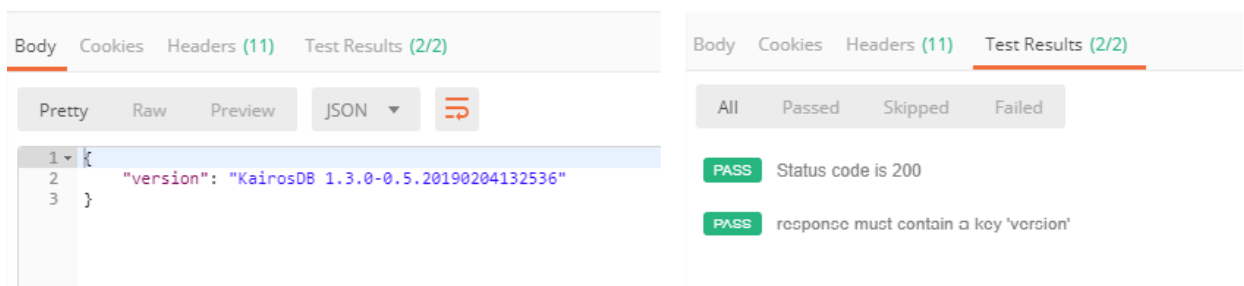 Body Cookies Headers (11) Test Results (2/2)
Pretty Raw Preview JSON
1 {
2 "version": "KairosDB 1.3.0-0.5.20190204132536"
3 }
Body Cookies Headers (11) Test Results (2/2)
All Passed Skipped Failed
PASS Status code is 200
PASS response must contain a key 'version'